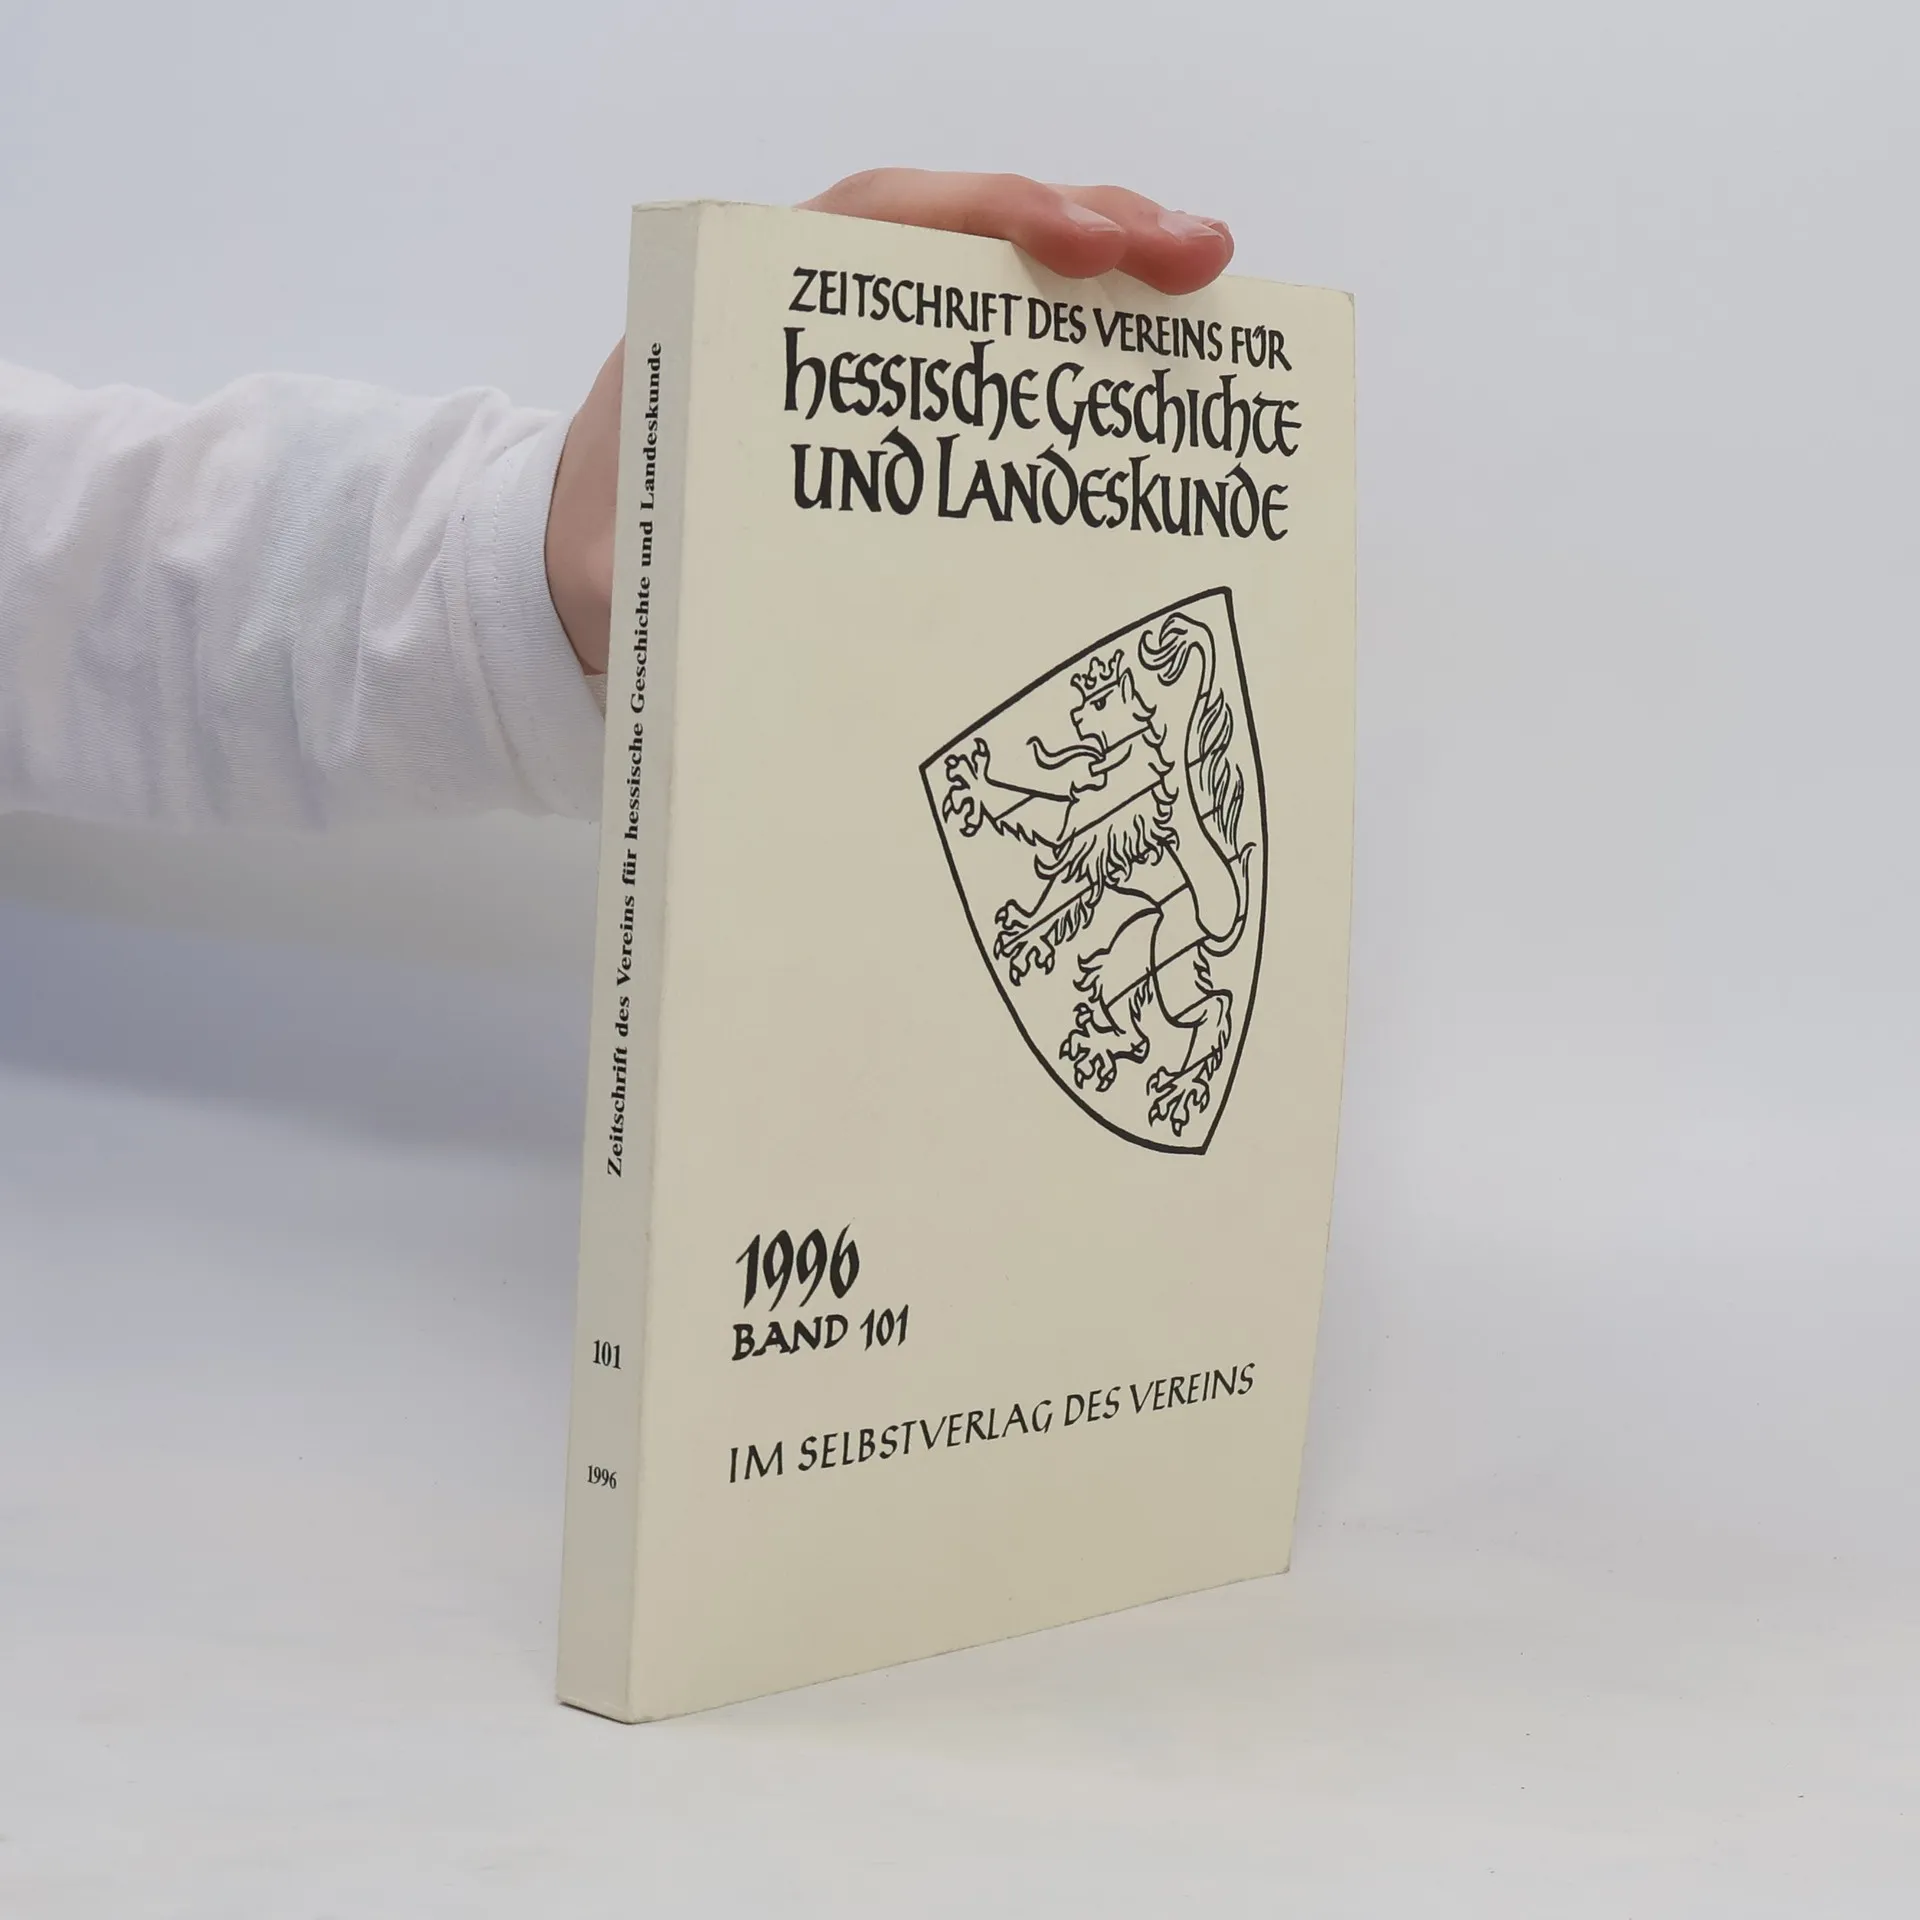 ZEITSCHRIFT DES VEREINS FÜR
hessische Geschichte
und Landeskunde
1996
BAND 101
IM SELBSTVERLAG DES VEREINS
Zeitschrift des Vereins für hessische Geschichte und Landeskunde
101
1996